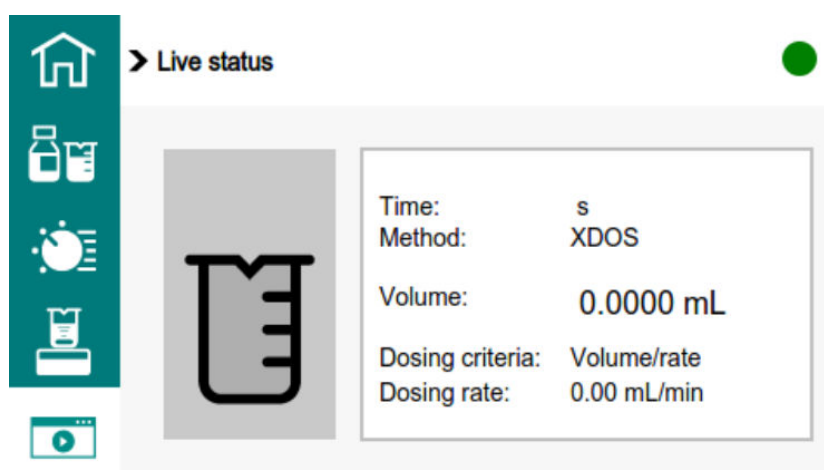 Live status
Time: s
Method: XDOS
Volume: 0.0000 mL
Dosing criteria: Volume/rate
Dosing rate: 0.00 mL/min